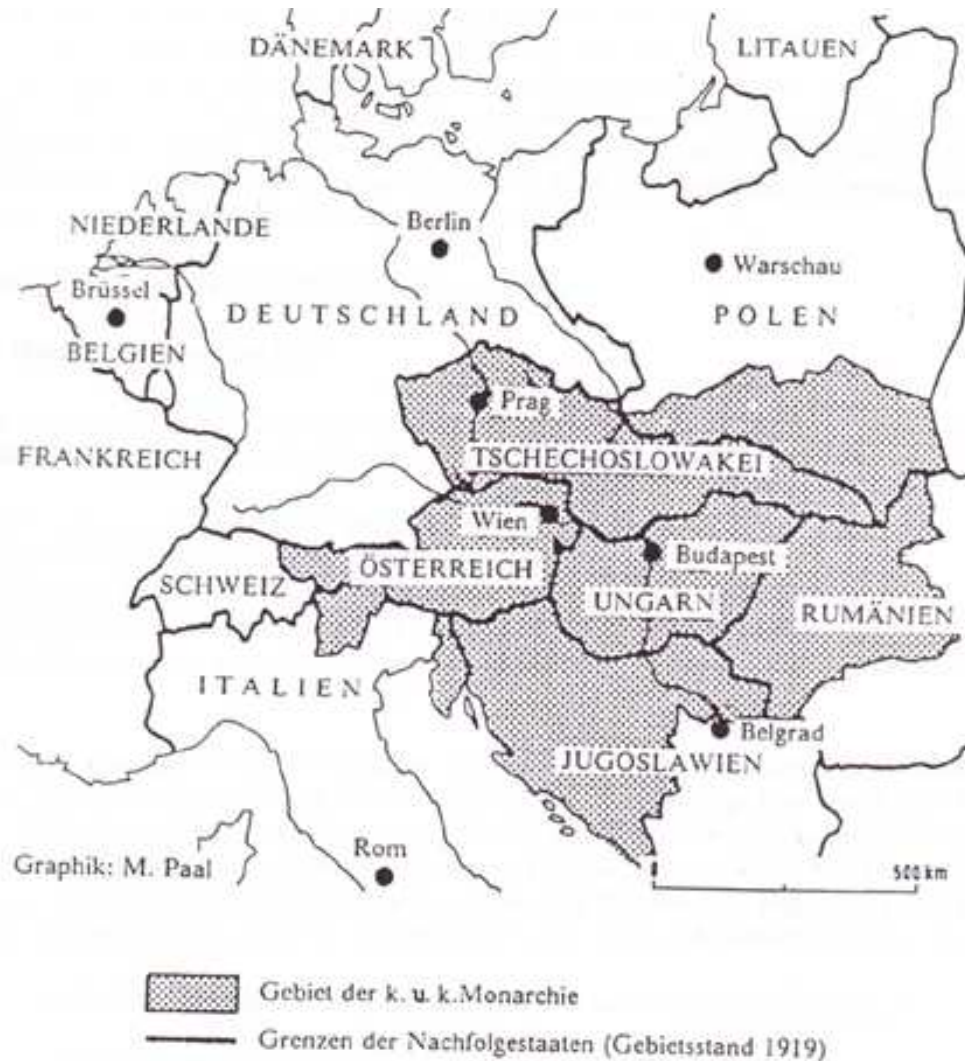 DÄNEMARK
LITAUEN
NIEDERLANDE
Berlin
Warschau
Brüssel
DEUTSCHLAND
POLEN
BELGIEN
Prag
FRANKREICH
TSCHECHOSLOWAKEI
Wien
Budapest
ÖSTERREICH
SCHWEIZ
UNGARN
RUMÄNIEN
ITALIEN
Belgrad
JUGOSLAWIEN
Rom
Graphik: M. Paal
500 km
Gebiet der k. u. k. Monarchie
Grenzen der Nachfolgestaaten (Gebietsstand 1919)